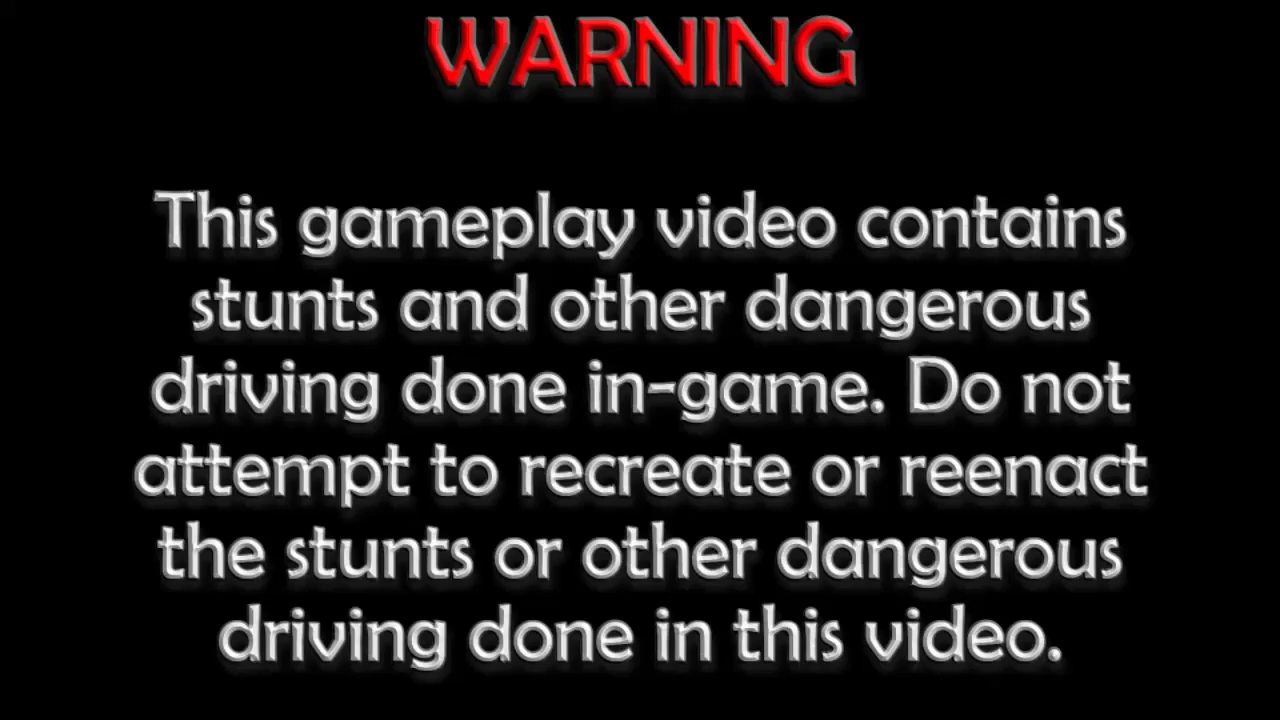 WARNING
This gameplay video contains
stunts and other dangerous
driving done in-game. Do not
attempt to recreate or reenact
the stunts or other dangerous
driving done in this video.